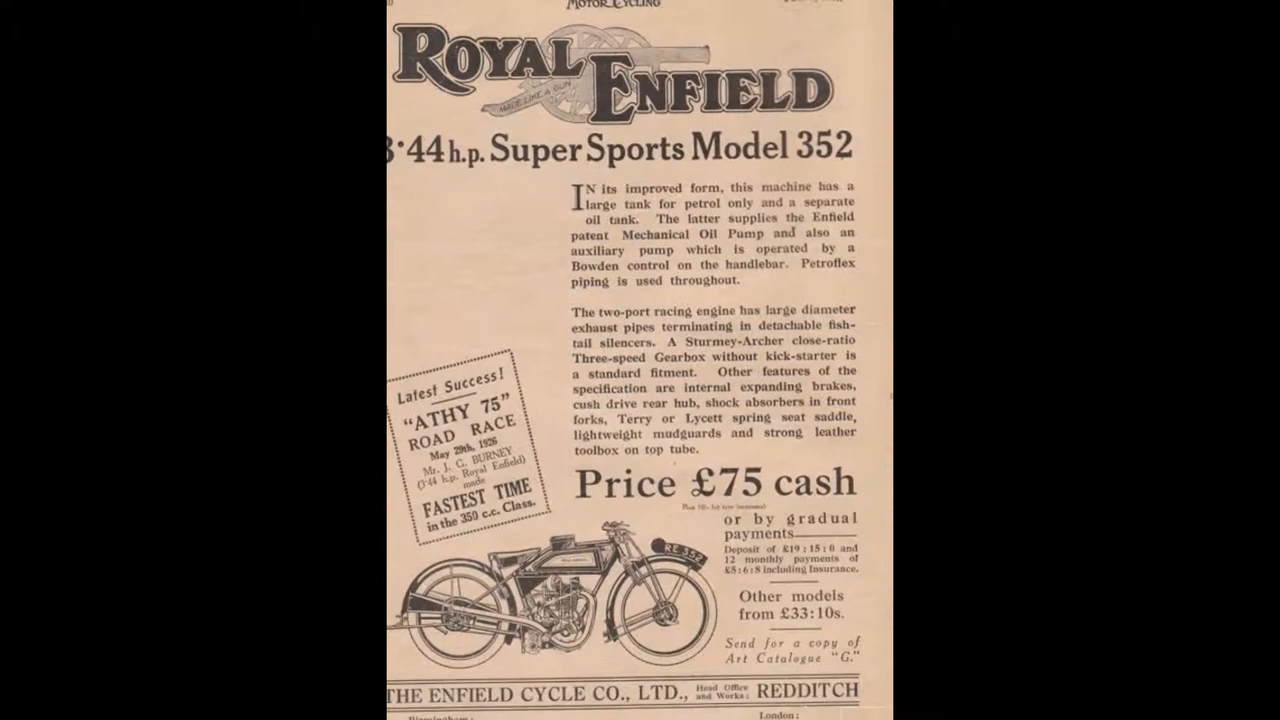 MOTOR CYCLING
ROYAL
ENFIELD
MADE LIKE A GUN
3·44 h.p. Super Sports Model 352
IN its improved form, this machine has a
large tank for petrol only and a separate
oil tank. The latter supplies the Enfield
patent Mechanical Oil Pump and also an
auxiliary pump which is operated by a
Bowden control on the handlebar. Petroflex
piping is used throughout.
The two-port racing engine has large diameter
exhaust pipes terminating in detachable fish-
tail silencers. A Sturmey-Archer close-ratio
Three-speed Gearbox without kick-starter is
a standard fitment. Other features of the
specification are internal expanding brakes,
cush drive rear hub, shock absorbers in front
forks, Terry or Lycett spring seat saddle,
lightweight mudguards and strong leather
toolbox on top tube.
Latest Success!
"ATHY 75"
ROAD RACE
May 29th, 1926
Mr. J. G. BURNEY
(3·44 h.p. Royal Enfield)
made
FASTEST TIME
in the 350 c.c. Class.
Price £75 cash
or by gradual
payments
Deposit of £19 : 15 : 0 and
12 monthly payments of
£5 : 6 : 8 including Insurance.
RE 352
Other models
from £33:10s.
Send for a copy of
Art Catalogue "G."
THE ENFIELD CYCLE CO., LTD., Head Office and Works: REDDITCH
Birmingham: London: